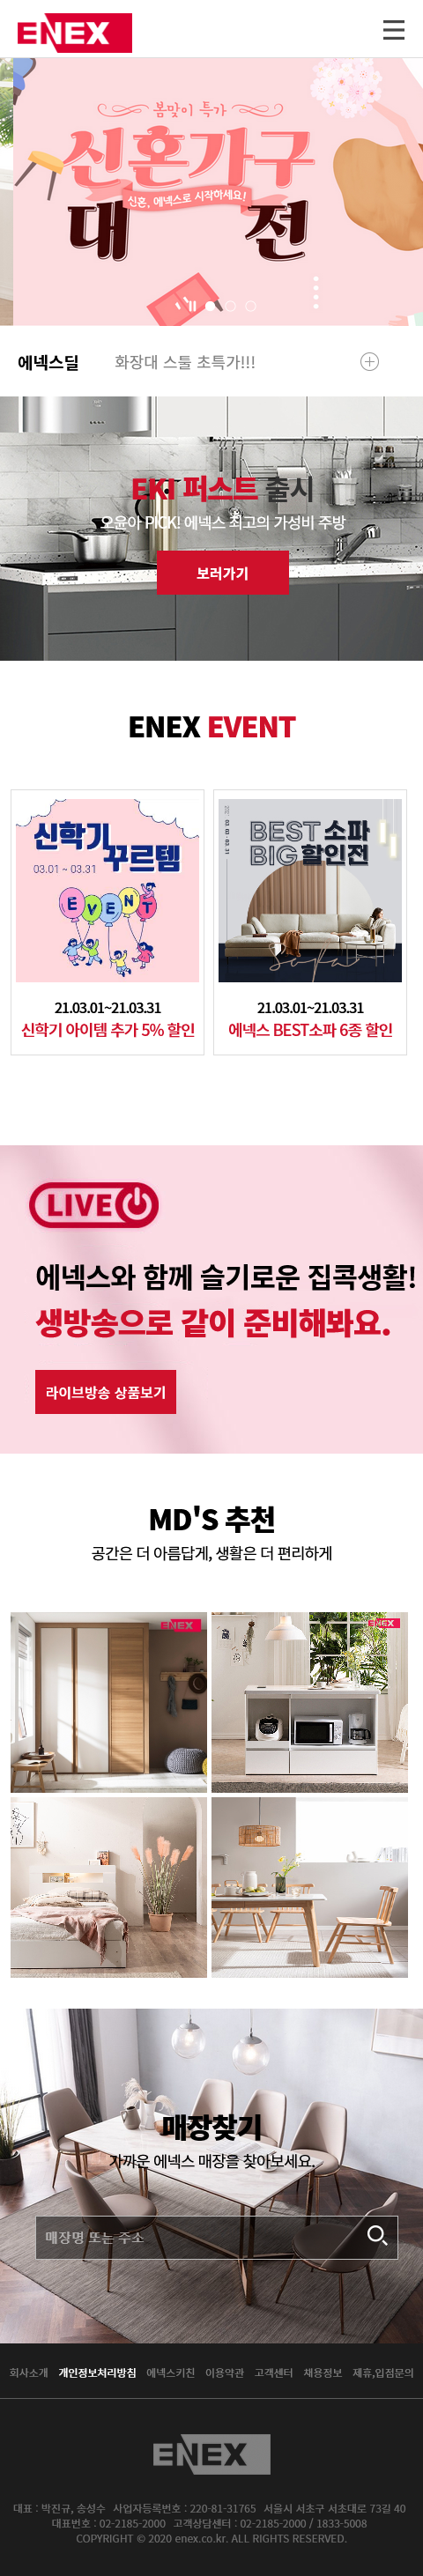 ENEX
봄맞이 특가
신혼가구
신혼, 에넥스로 시작하세요!
대 전
에넥스딜 화장대 스툴 초특가!!!
EKI 퍼스트 출시
오윤아 PICK! 에넥스 최고의 가성비 주방
보러가기
ENEX EVENT
신학기
꾸르템
03.01 ~ 03.31
EVENT
21.03.01~21.03.31
신학기 아이템 추가 5% 할인
BEST 소파
BIG 할인전
Sofa
21.03.01~21.03.31
에넥스 BEST소파 6종 할인
LIVE
에넥스와 함께 슬기로운 집콕생활!
생방송으로 같이 준비해봐요.
라이브방송 상품보기
MD'S 추천
공간은 더 아름답게, 생활은 더 편리하게
ENEX
ENEX
매장찾기
가까운 에넥스 매장을 찾아보세요.
매장명 또는 주소
회사소개 개인정보처리방침 에넥스키친 이용약관 고객센터 채용정보 제휴,입점문의
ENEX
대표 : 박진규, 송성수 사업자등록번호 : 220-81-31765 서울시 서초구 서초대로 73길 40
대표번호 : 02-2185-2000 고객상담센터 : 02-2185-2000 / 1833-5008
COPYRIGHT © 2020 enex.co.kr. ALL RIGHTS RESERVED.